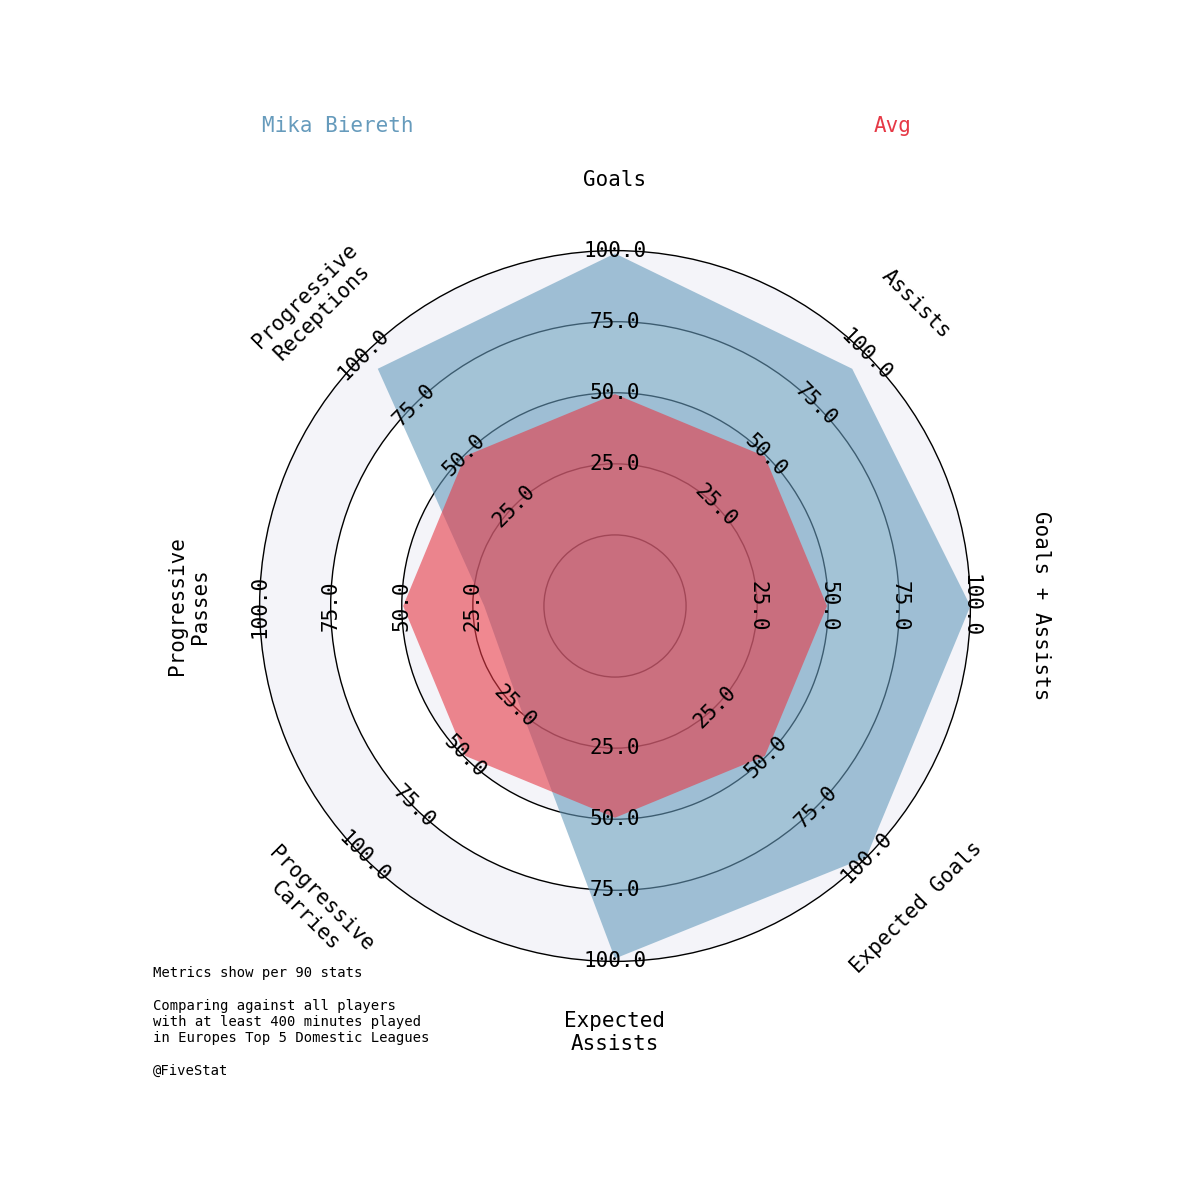 Mika Biereth
Avg
Goals
Assists
Goals + Assists
Expected Goals
Expected
Assists
Progressive
Carries
Progressive
Passes
Progressive
Receptions
25.0
50.0
75.0
100.0
25.0
50.0
75.0
100.0
25.0
50.0
75.0
100.0
25.0
50.0
75.0
100.0
25.0
50.0
75.0
100.0
25.0
50.0
75.0
100.0
25.0
50.0
75.0
100.0
25.0
50.0
75.0
100.0
Metrics show per 90 stats
Comparing against all players
with at least 400 minutes played
in Europes Top 5 Domestic Leagues
@FiveStat